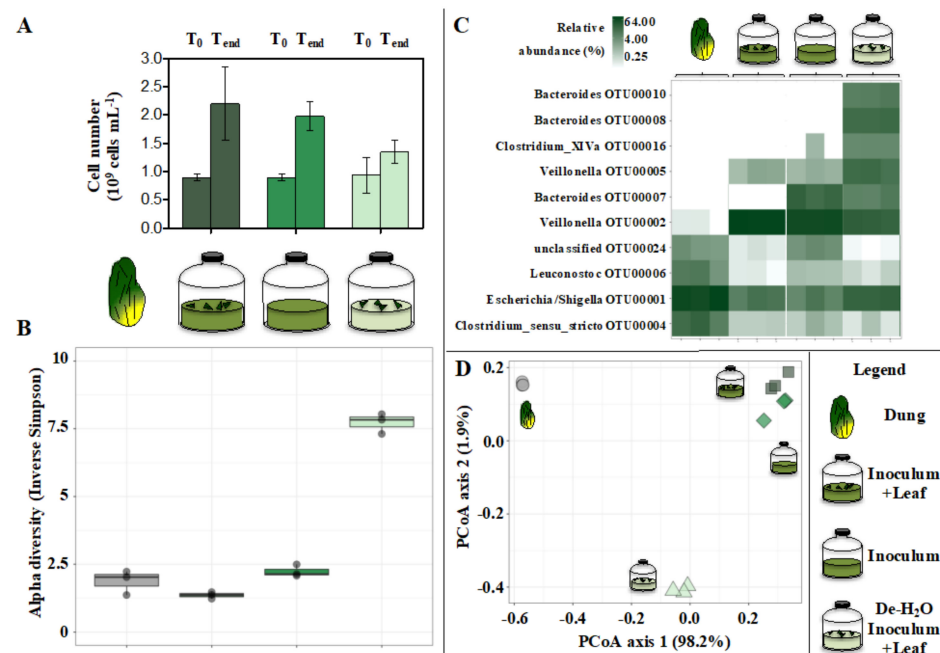 A
T0 Tend T0 Tend T0 Tend
Cell number
(10⁹ cells mL⁻¹)
3.0
2.5
2.0
1.5
1.0
0.5
0.0
B
Alpha diversity (Inverse Simpson)
10
7.5
5
2.5
0
C
Relative
abundance (%)
64.00
4.00
0.25
Bacteroides OTU00010
Bacteroides OTU00008
Clostridium_XIVa OTU00016
Veillonella OTU00005
Bacteroides OTU00007
Veillonella OTU00002
unclassified OTU00024
Leuconostoc OTU00006
Escherichia/Shigella OTU00001
Clostridium_sensu_stricto OTU00004
D
PCoA axis 2 (1.9%)
0.2
0.0
-0.2
-0.4
-0.6 -0.4 -0.2 0.0 0.2
PCoA axis 1 (98.2%)
Legend
Dung
Inoculum
+Leaf
Inoculum
De-H₂O
Inoculum
+Leaf